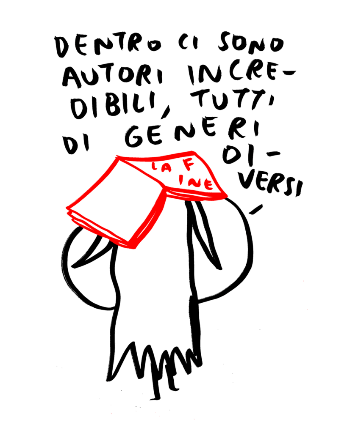 DENTRO CI SONO
AUTORI INCRE-
DIBILI, TUTTI
DI GENERI
DI-
VERSI
LA F
INE